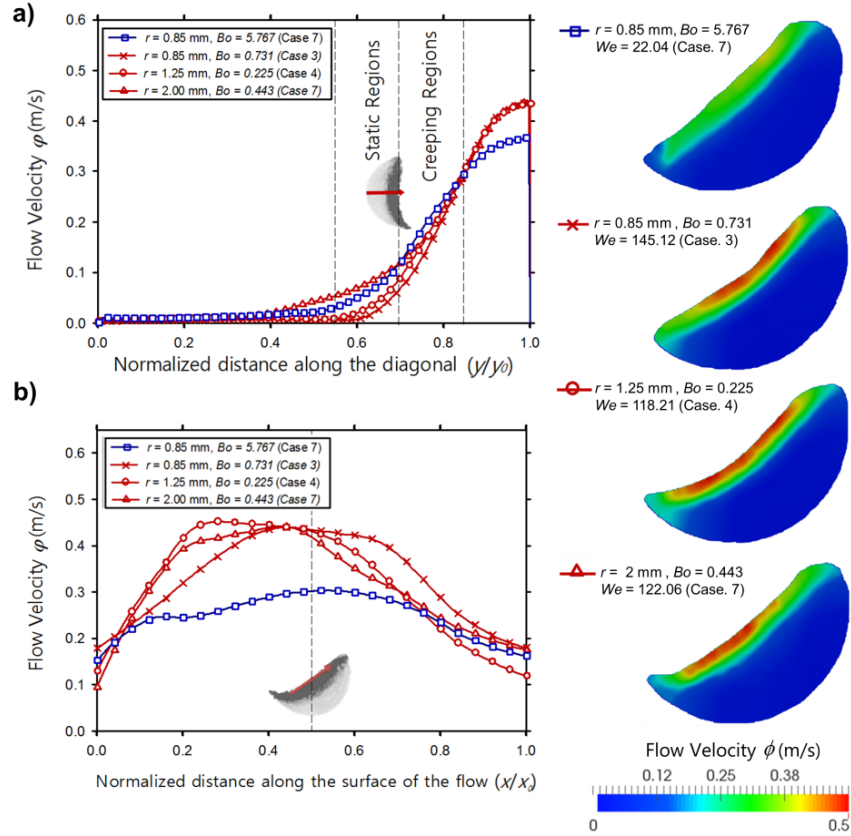 a)
r = 0.85 mm, Bo = 5.767 (Case 7)
r = 0.85 mm, Bo = 0.731 (Case 3)
r = 1.25 mm, Bo = 0.225 (Case 4)
r = 2.00 mm, Bo = 0.443 (Case 7)
Static Regions
Creeping Regions
Flow Velocity φ (m/s)
0.6
0.5
0.4
0.3
0.2
0.1
0.0
0.0 0.2 0.4 0.6 0.8 1.0
Normalized distance along the diagonal (y/y₀)
b)
r = 0.85 mm, Bo = 5.767 (Case 7)
r = 0.85 mm, Bo = 0.731 (Case 3)
r = 1.25 mm, Bo = 0.225 (Case 4)
r = 2.00 mm, Bo = 0.443 (Case 7)
Flow Velocity φ (m/s)
0.6
0.5
0.4
0.3
0.2
0.1
0.0
0.0 0.2 0.4 0.6 0.8 1.0
Normalized distance along the surface of the flow (x/x₀)
r = 0.85 mm , Bo = 5.767
We = 22.04 (Case. 7)
r = 0.85 mm , Bo = 0.731
We = 145.12 (Case. 3)
r = 1.25 mm , Bo = 0.225
We = 118.21 (Case. 4)
r = 2 mm , Bo = 0.443
We = 122.06 (Case. 7)
Flow Velocity ϕ (m/s)
0.12 0.25 0.38
0 0.5